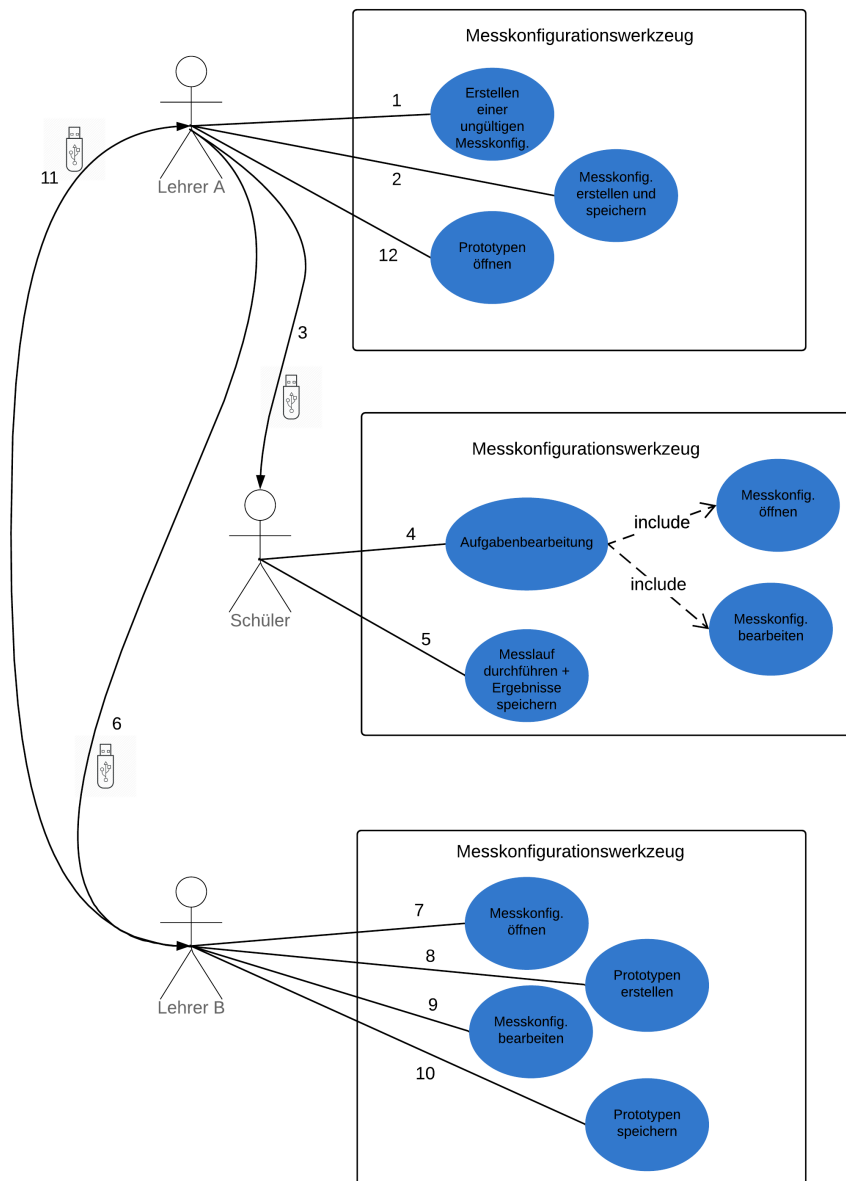 Messkonfigurationswerkzeug
1
Erstellen
einer
ungültigen
Messkonfig.
11
Lehrer A
2
Messkonfig.
erstellen und
speichern
12
Prototypen
öffnen
3
Messkonfigurationswerkzeug
4
Aufgabenbearbeitung
include
Messkonfig.
öffnen
include
Messkonfig.
bearbeiten
Schüler
5
Messlauf
durchführen +
Ergebnisse
speichern
6
Messkonfigurationswerkzeug
7
Messkonfig.
öffnen
8
Prototypen
erstellen
Lehrer B
9
Messkonfig.
bearbeiten
10
Prototypen
speichern